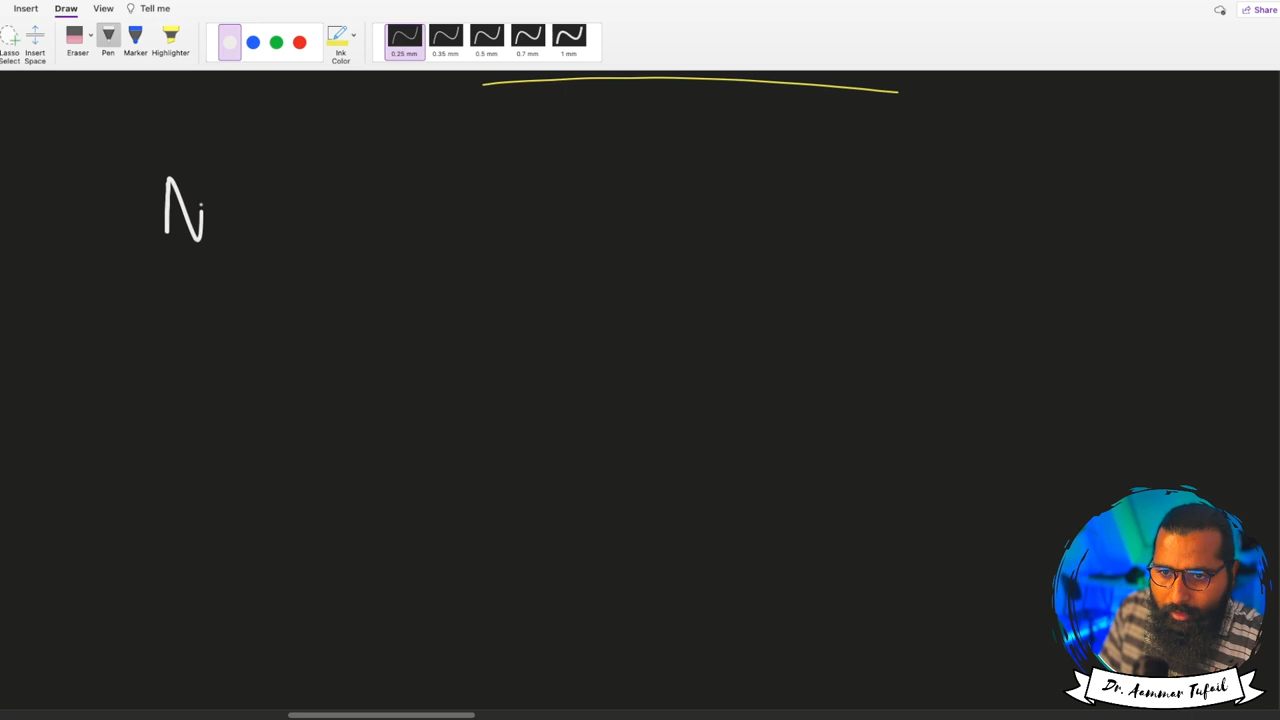 Insert Draw View Tell me
Share
Lasso Select
Insert Space
Eraser
Pen
Marker
Highlighter
Ink Color
0.25 mm
0.35 mm
0.5 mm
0.7 mm
1 mm
N
Dr. Aammar Tufail